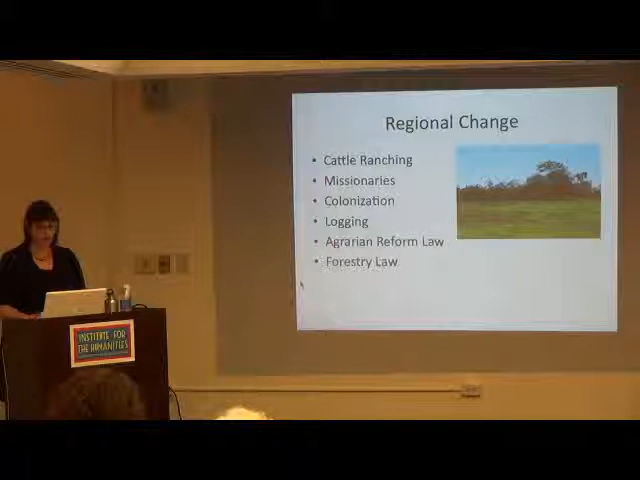 Regional Change
• Cattle Ranching
• Missionaries
• Colonization
• Logging
• Agrarian Reform Law
• Forestry Law
INSTITUTE FOR
THE HUMANITIES